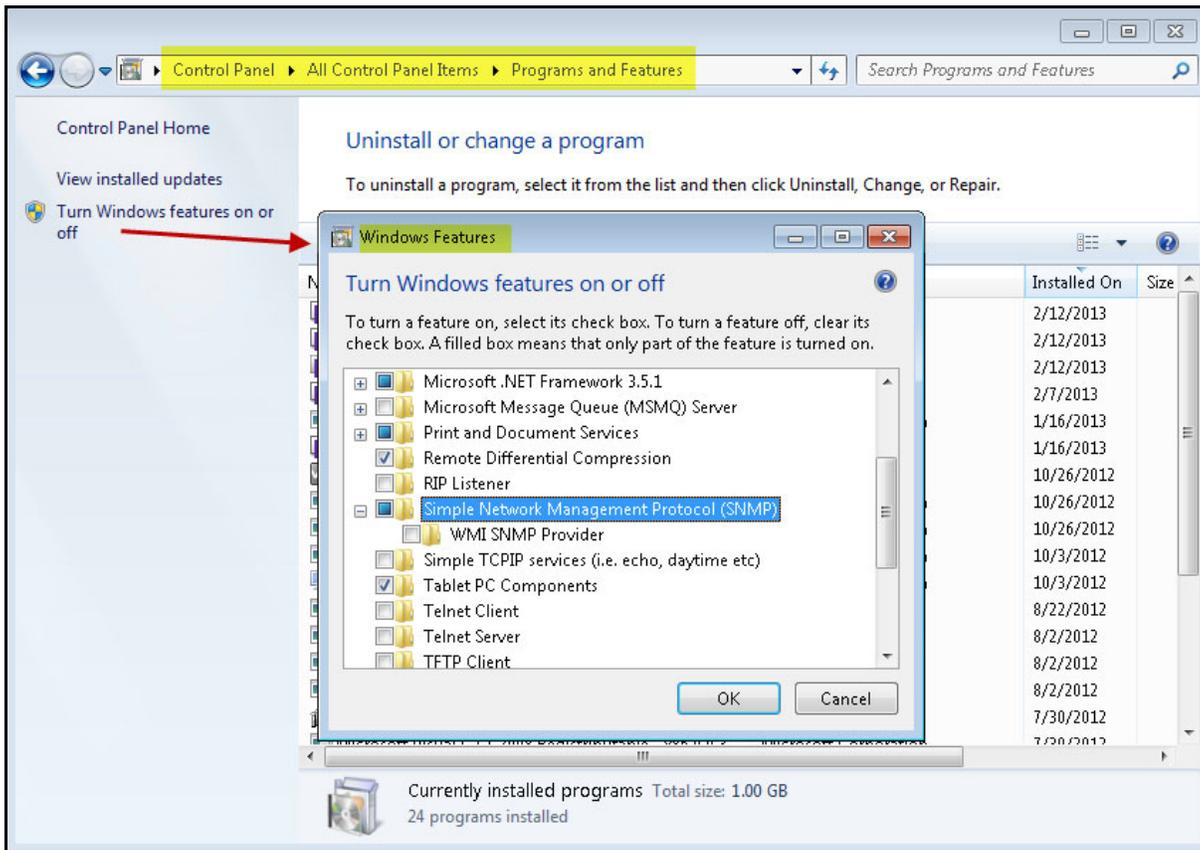 Control Panel ▸ All Control Panel Items ▸ Programs and Features
Search Programs and Features
Control Panel Home
View installed updates
Turn Windows features on or
off
Uninstall or change a program
To uninstall a program, select it from the list and then click Uninstall, Change, or Repair.
Installed On
Size
2/12/2013
2/12/2013
2/12/2013
2/7/2013
1/16/2013
1/16/2013
10/26/2012
10/26/2012
10/26/2012
10/3/2012
10/3/2012
8/22/2012
8/2/2012
8/2/2012
8/2/2012
7/30/2012
7/30/2012
Windows Features
Turn Windows features on or off
To turn a feature on, select its check box. To turn a feature off, clear its
check box. A filled box means that only part of the feature is turned on.
Microsoft .NET Framework 3.5.1
Microsoft Message Queue (MSMQ) Server
Print and Document Services
Remote Differential Compression
RIP Listener
Simple Network Management Protocol (SNMP)
WMI SNMP Provider
Simple TCPIP services (i.e. echo, daytime etc)
Tablet PC Components
Telnet Client
Telnet Server
TFTP Client
OK
Cancel
Currently installed programs Total size: 1.00 GB
24 programs installed